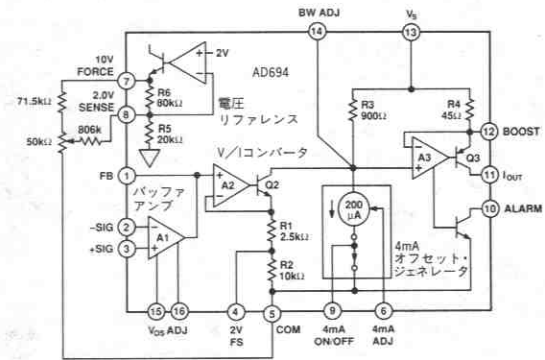 BW ADJ
VS
14
13
10V
FORCE
7
2V
AD694
71.5kΩ
2.0V
SENSE
8
R6
80kΩ
電圧
リファレンス
R3
900Ω
R4
45Ω
806k
50kΩ
R5
20kΩ
12
BOOST
V/Iコンバータ
A3
Q3
FB
1
A2
Q2
11
IOUT
バッファ
アンプ
200
μA
10
ALARM
-SIG
2
+SIG
3
A1
R1
2.5kΩ
R2
10kΩ
4mA
オフセット・
ジェネレータ
15
16
4
5
9
6
VOS ADJ
2V
FS
COM
4mA
ON/OFF
4mA
ADJ